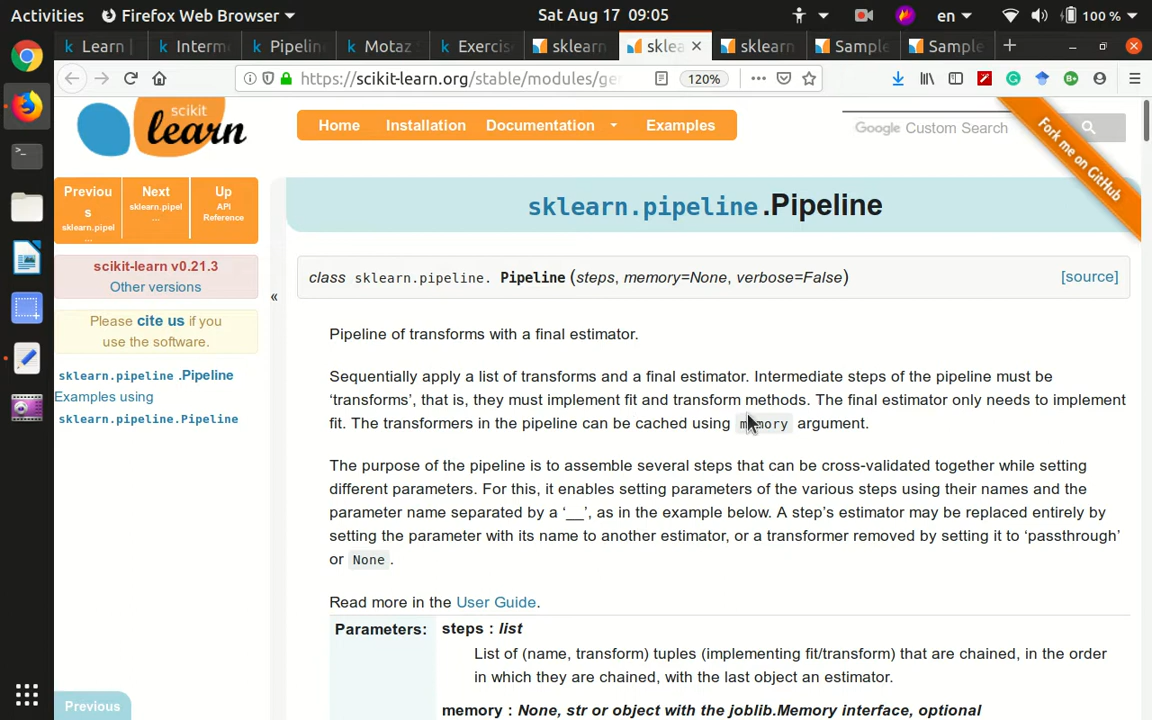 Activities Firefox Web Browser Sat Aug 17 09:05 en 100 %
Learn Interm Pipelin Motaz Exercis sklearn sklea sklearn Sample Sample
https://scikit-learn.org/stable/modules/ge 120%
scikit
learn
Home Installation Documentation Examples
Google Custom Search
Fork me on GitHub
Previou
s
sklearn.pipel
...
Next
sklearn.pipel
...
Up
API
Reference
scikit-learn v0.21.3
Other versions
Please cite us if you
use the software.
sklearn.pipeline .Pipeline
Examples using
sklearn.pipeline.Pipeline
Previous
«
sklearn.pipeline.Pipeline
class sklearn.pipeline. Pipeline (steps, memory=None, verbose=False) [source]
Pipeline of transforms with a final estimator.
Sequentially apply a list of transforms and a final estimator. Intermediate steps of the pipeline must be
‘transforms’, that is, they must implement fit and transform methods. The final estimator only needs to implement
fit. The transformers in the pipeline can be cached using memory argument.
The purpose of the pipeline is to assemble several steps that can be cross-validated together while setting
different parameters. For this, it enables setting parameters of the various steps using their names and the
parameter name separated by a ‘__’, as in the example below. A step’s estimator may be replaced entirely by
setting the parameter with its name to another estimator, or a transformer removed by setting it to ‘passthrough’
or None.
Read more in the User Guide.
Parameters: steps : list
List of (name, transform) tuples (implementing fit/transform) that are chained, in the order
in which they are chained, with the last object an estimator.
memory : None, str or object with the joblib.Memory interface, optional